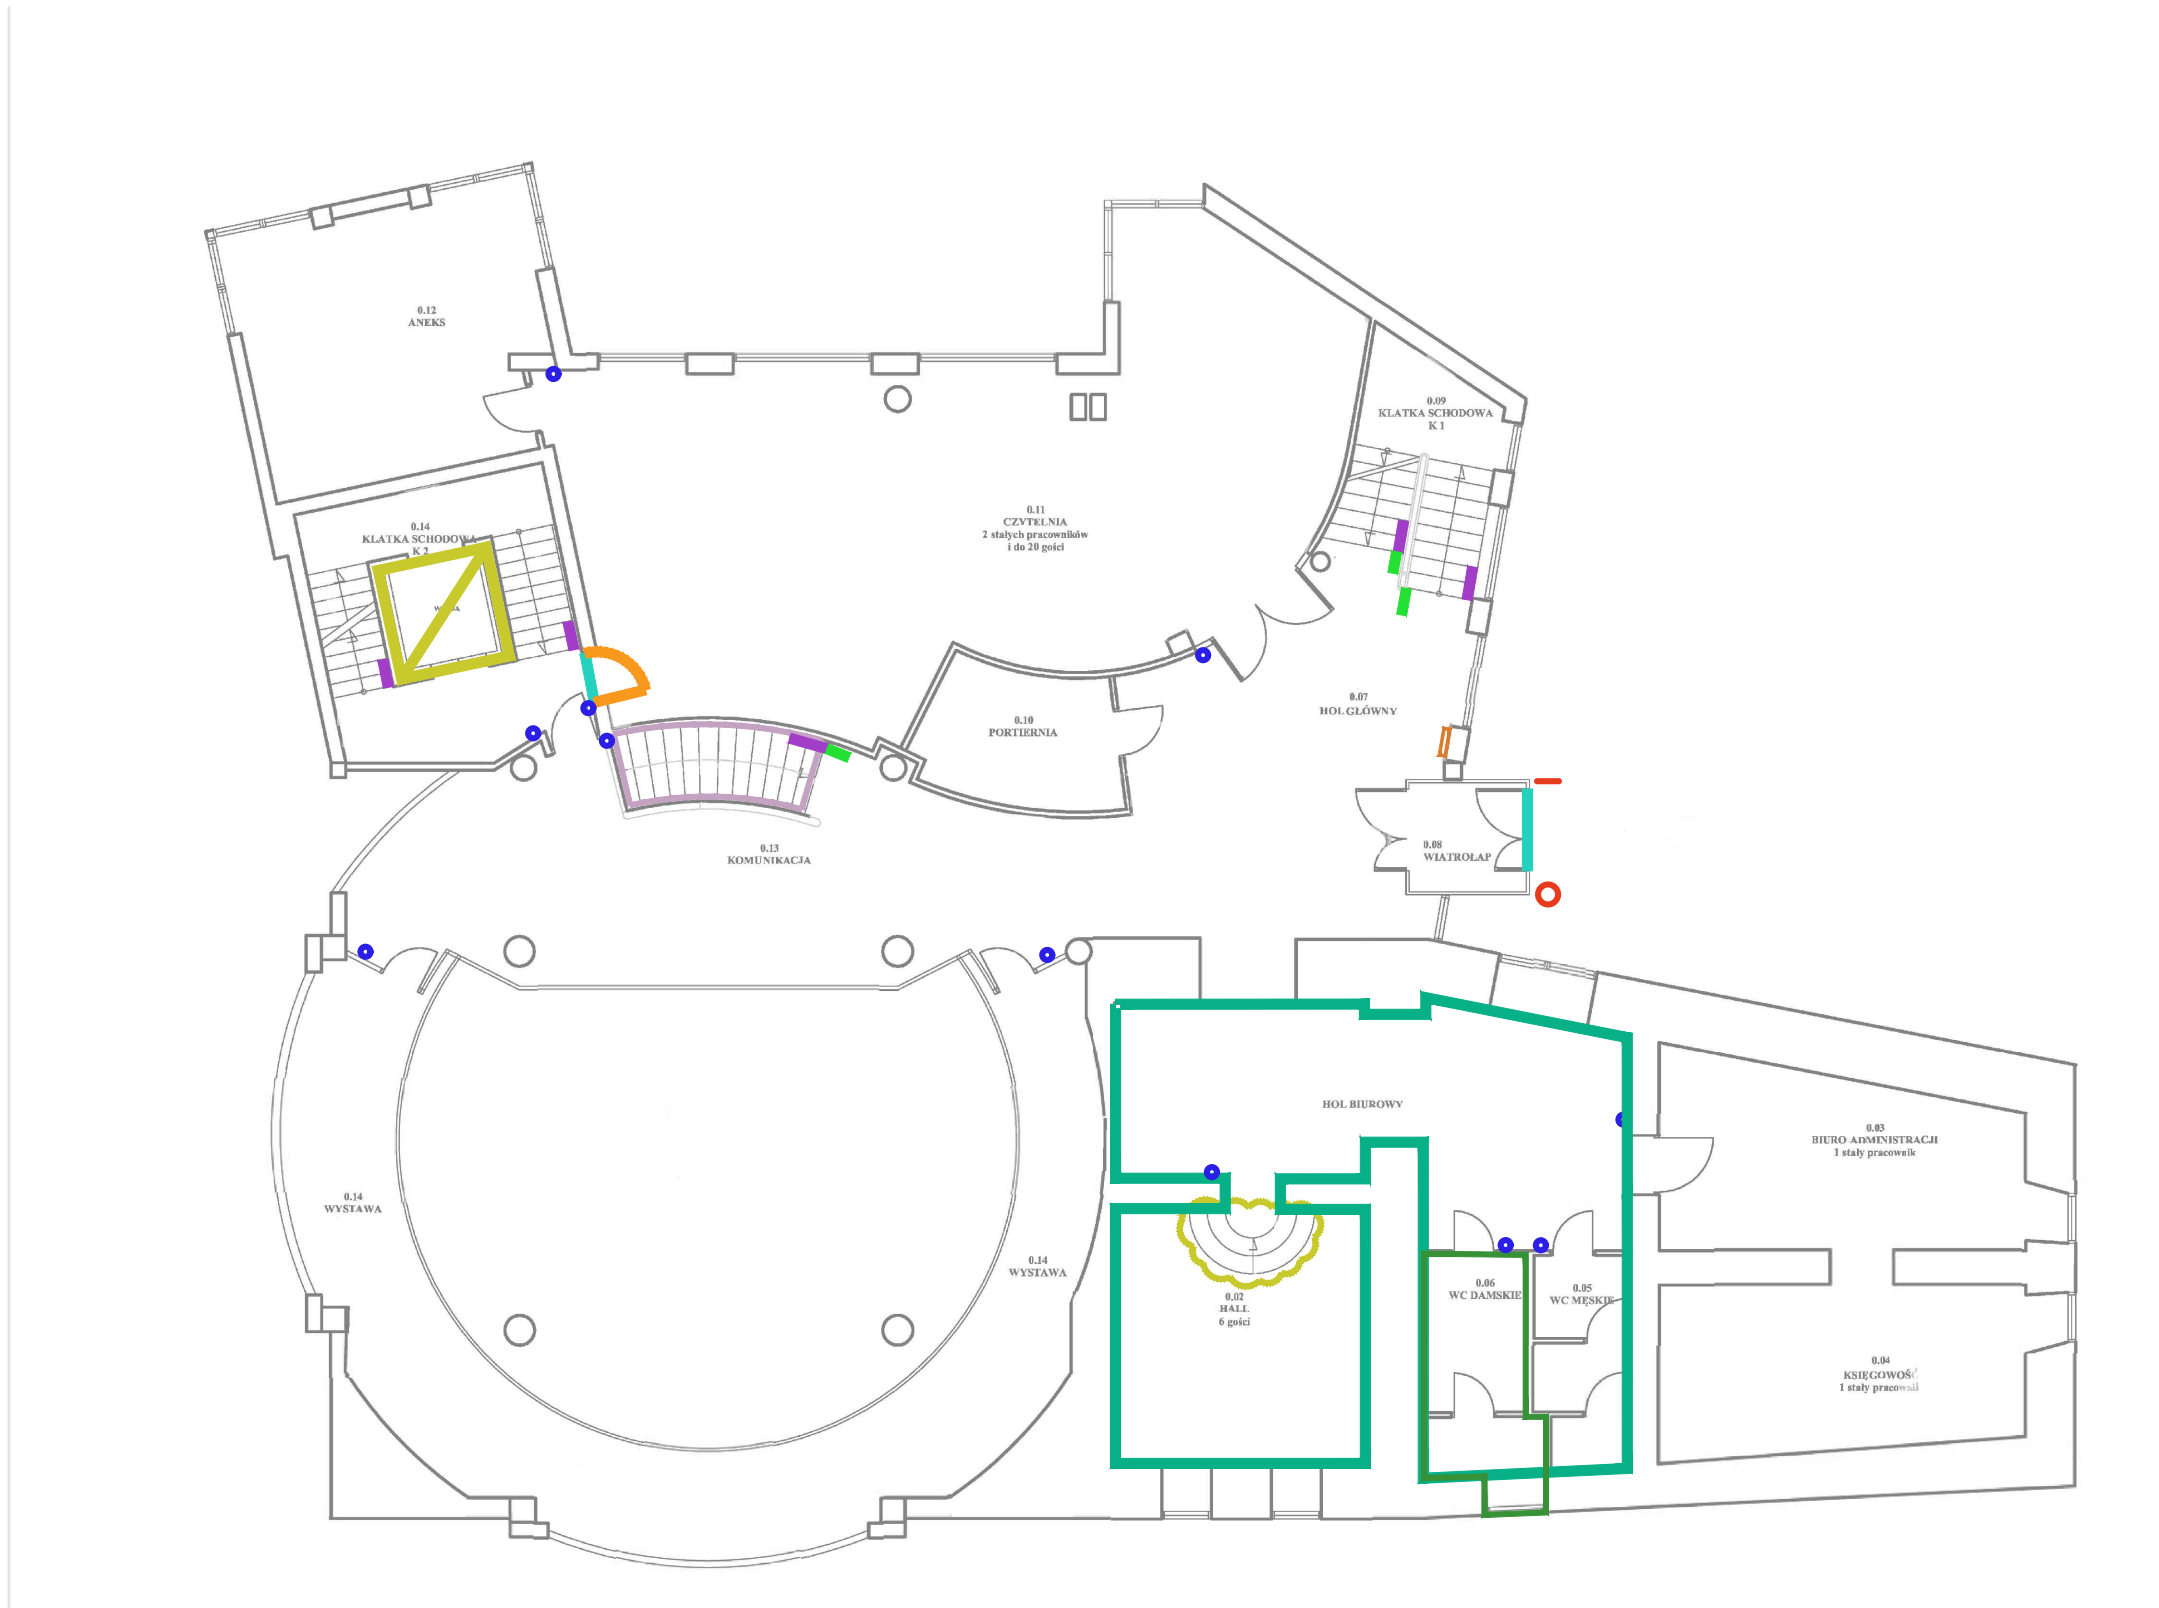 0.12
ANEKS
0.09
KLATKA SCHODOWA
K 1
0.11
CZYTELNIA
2 stałych pracowników
i do 20 gości
0.14
KLATKA SCHODOWA
K 2
0.07
HOL GŁÓWNY
0.10
PORTIERNIA
0.13
KOMUNIKACJA
0.08
WIATROŁAP
HOL BIUROWY
0.03
BIURO ADMINISTRACJI
1 stały pracownik
0.14
WYSTAWA
0.14
WYSTAWA
0.02
HALL
6 gości
0.06
WC DAMSKIE
0.05
WC MĘSKIE
0.04
KSIĘGOWOŚĆ
1 stały